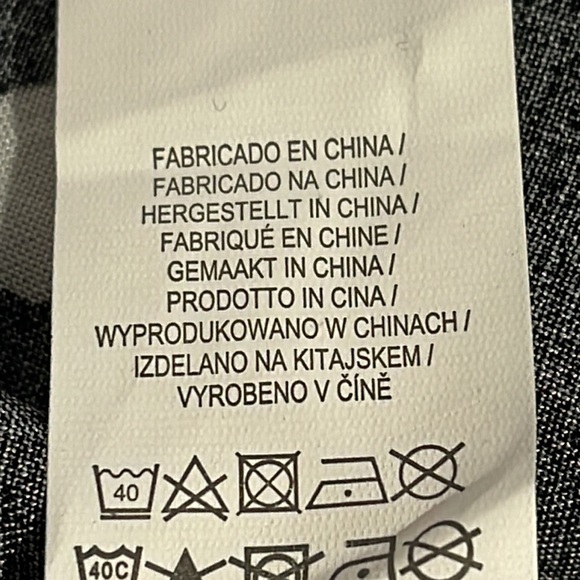 FABRICADO EN CHINA /
FABRICADO NA CHINA /
HERGESTELLT IN CHINA /
FABRIQUÉ EN CHINE /
GEMAAKT IN CHINA /
PRODOTTO IN CINA /
WYPRODUKOWANO W CHINACH /
IZDELANO NA KITAJSKEM /
VYROBENO V ČÍNĚ
40
40C